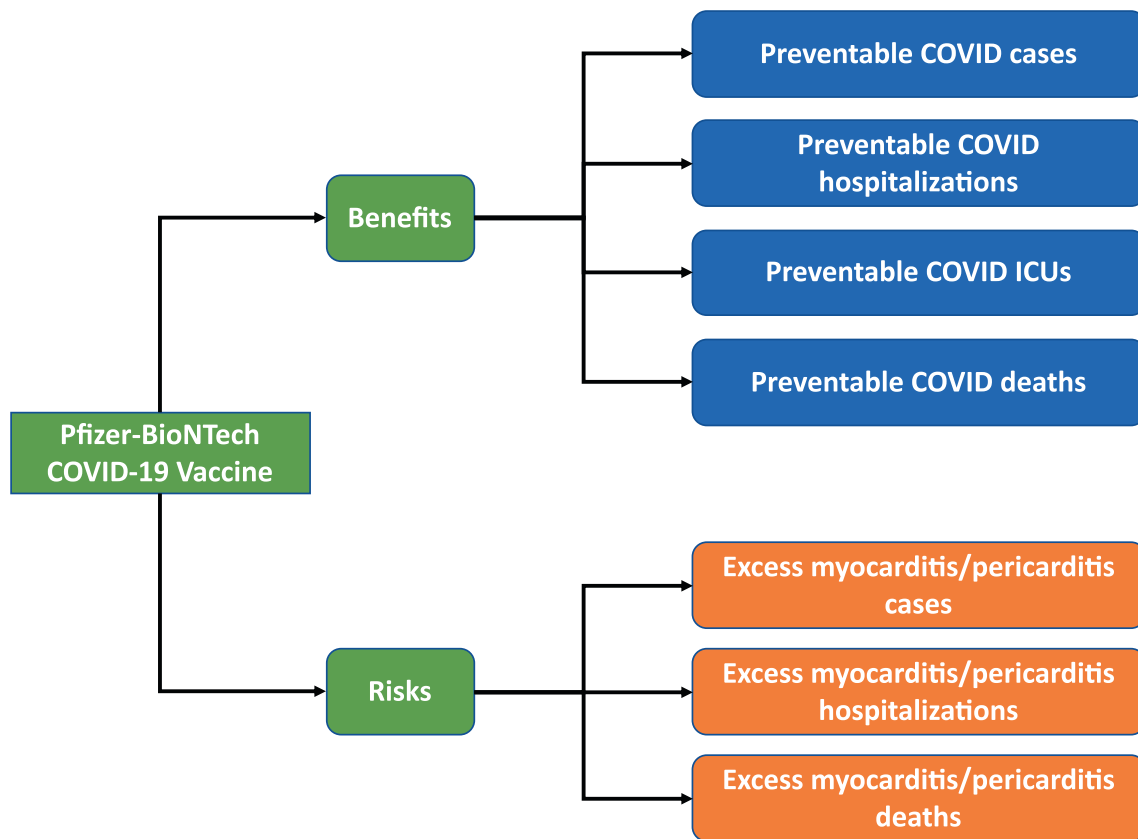 Preventable COVID cases
Preventable COVID
hospitalizations
Benefits
Preventable COVID ICUs
Preventable COVID deaths
Pfizer-BioNTech
COVID-19 Vaccine
Excess myocarditis/pericarditis
cases
Risks
Excess myocarditis/pericarditis
hospitalizations
Excess myocarditis/pericarditis
deaths